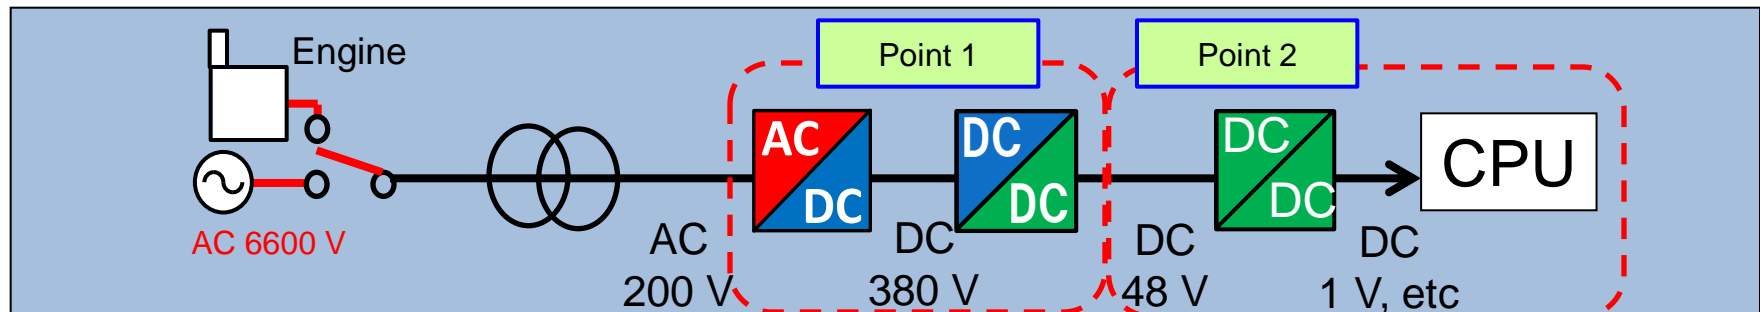 Engine
Point 1
Point 2
AC
DC
DC
DC
DC
DC
CPU
AC 6600 V
AC
200 V
DC
380 V
DC
48 V
DC
1 V, etc